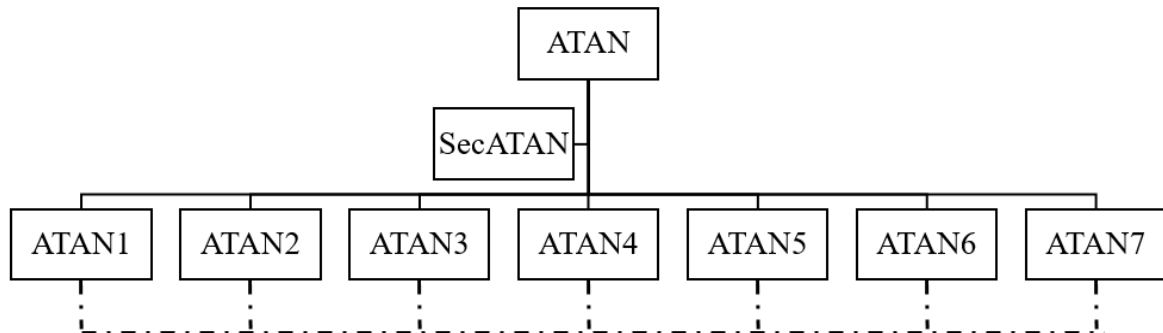 ATAN
SecATAN
ATAN1 ATAN2 ATAN3 ATAN4 ATAN5 ATAN6 ATAN7